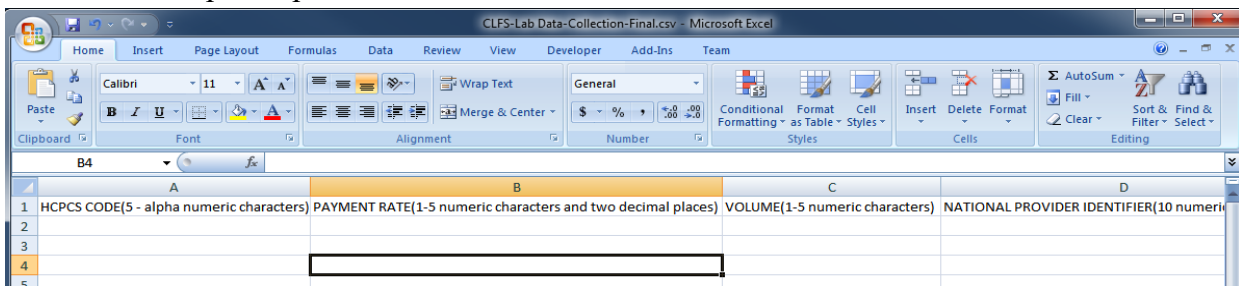 CLFS-Lab Data-Collection-Final.csv - Microsoft Excel
Home Insert Page Layout Formulas Data Review View Developer Add-Ins Team
Calibri 11 A A Wrap Text General Σ AutoSum
Paste B I U A Merge & Center $ % , .0 .00 .00 .0 Conditional Formatting Format as Table Cell Styles Insert Delete Format Fill Clear Sort & Filter Find & Select
Clipboard Font Alignment Number Styles Cells Editing
B4 fx
A B C D
1 HCPCS CODE(5 - alpha numeric characters) PAYMENT RATE(1-5 numeric characters and two decimal places) VOLUME(1-5 numeric characters) NATIONAL PROVIDER IDENTIFIER(10 numeri
2
3
4
5